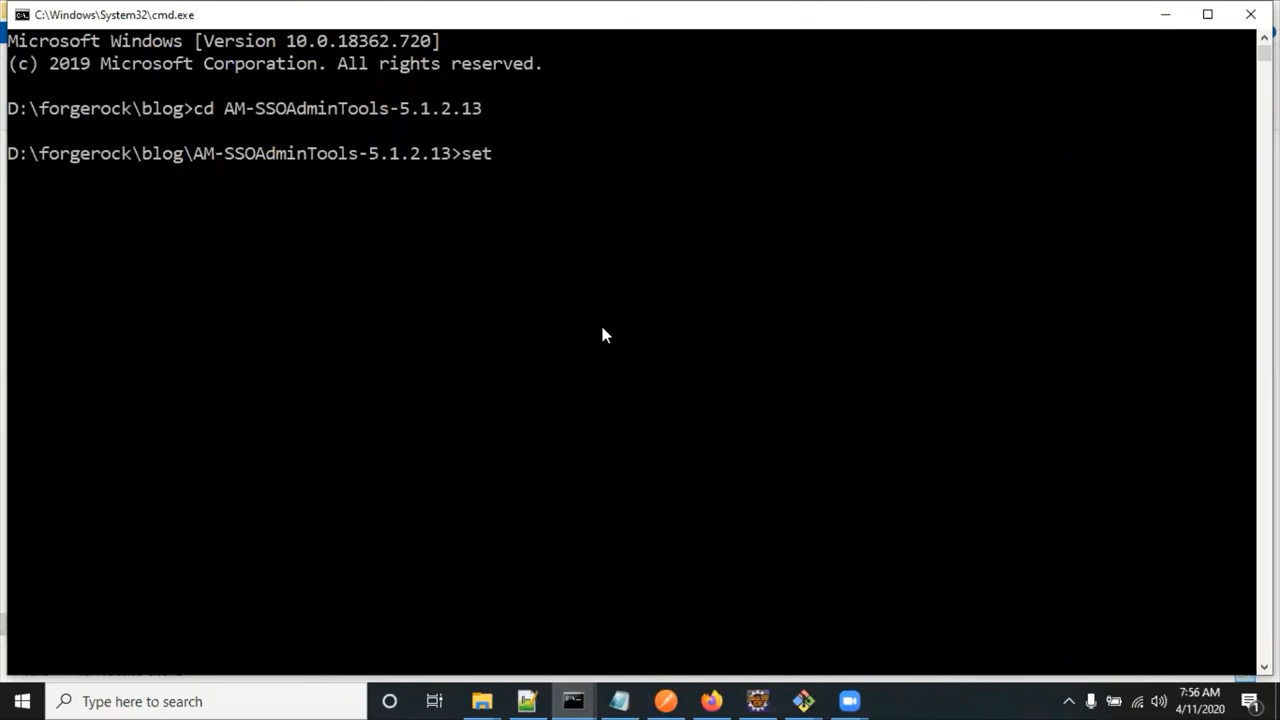 C:\Windows\System32\cmd.exe
Microsoft Windows [Version 10.0.18362.720]
(c) 2019 Microsoft Corporation. All rights reserved.
D:\forgerock\blog>cd AM-SSOAdminTools-5.1.2.13
D:\forgerock\blog\AM-SSOAdminTools-5.1.2.13>set
Type here to search
7:56 AM
4/11/2020
1